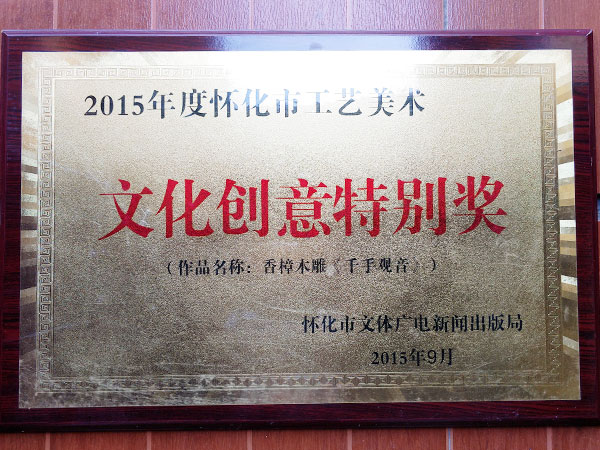 2015年度怀化市工艺美术
文化创意特别奖
（作品名称：香樟木雕《千手观音》）
怀化市文体广电新闻出版局
2015年9月